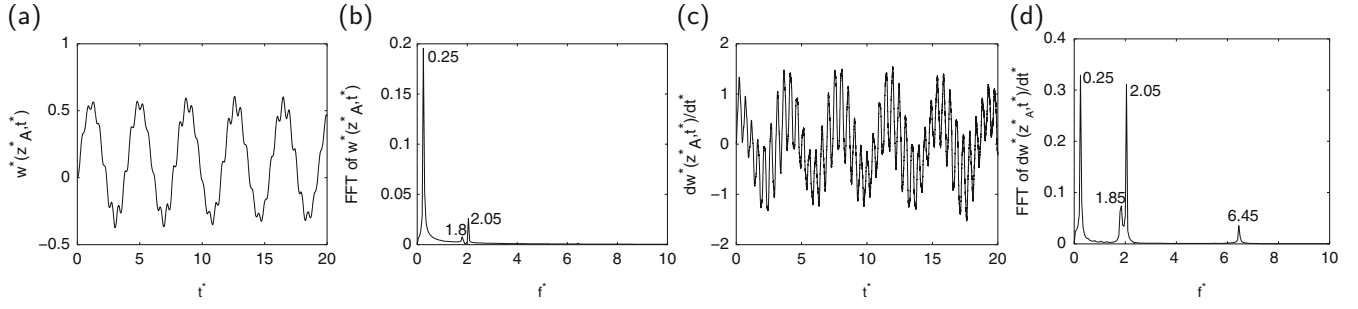 (a)
w*(z*A,t*)
1
0.5
0
−0.5
0 5 10 15 20
t*
(b)
FFT of w*(z*A,t*)
0.2
0.15
0.1
0.05
0
0.25
1.8
2.05
0 2 4 6 8 10
f*
(c)
dw*(z*A,t*)/dt*
2
1
0
−1
−2
0 5 10 15 20
t*
(d)
FFT of dw*(z*A,t*)/dt*
0.4
0.3
0.2
0.1
0
0.25
2.05
1.85
6.45
0 2 4 6 8 10
f*